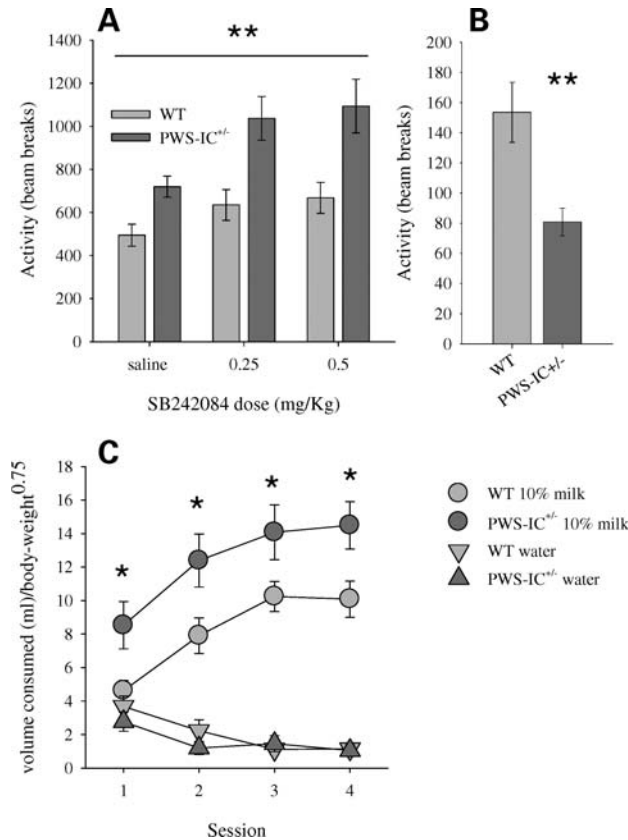 A
Activity (beam breaks)
1400
1200
1000
800
600
400
200
0
**
WT
PWS-IC+/-
saline
0.25
0.5
SB242084 dose (mg/Kg)
B
Activity (beam breaks)
200
180
160
140
120
100
80
60
40
20
0
**
WT
PWS-IC+/-
C
volume consumed (ml)/body-weight0.75
18
16
14
12
10
8
6
4
2
0
*
*
*
*
1
2
3
4
Session
WT 10% milk
PWS-IC+/- 10% milk
WT water
PWS-IC+/- water